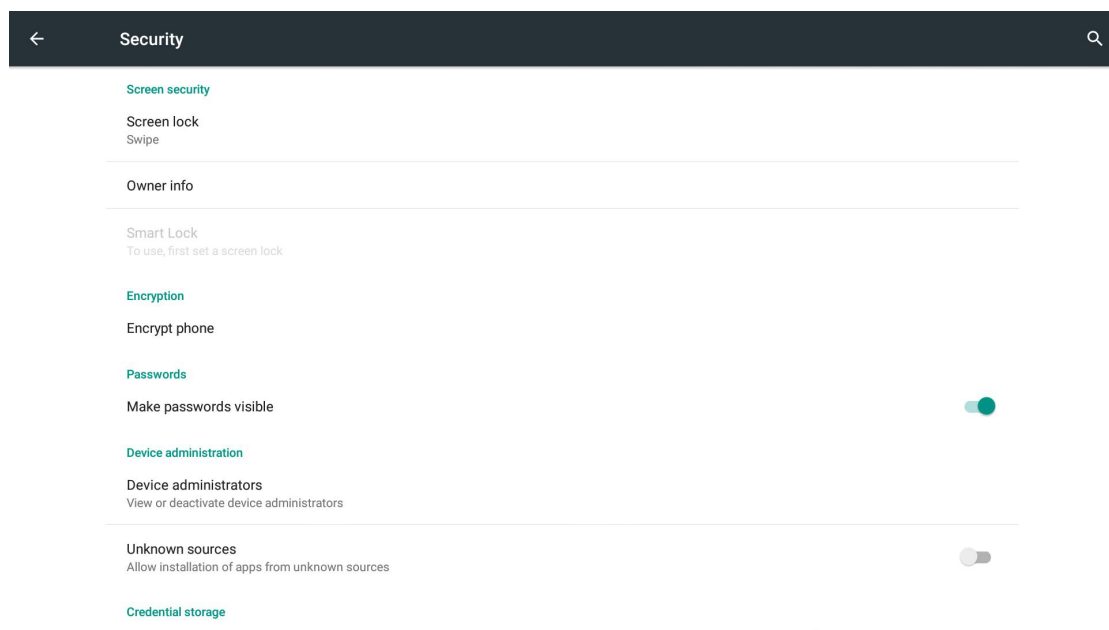 Security
Screen security
Screen lock
Swipe
Owner info
Smart Lock
To use, first set a screen lock
Encryption
Encrypt phone
Passwords
Make passwords visible
Device administration
Device administrators
View or deactivate device administrators
Unknown sources
Allow installation of apps from unknown sources
Credential storage